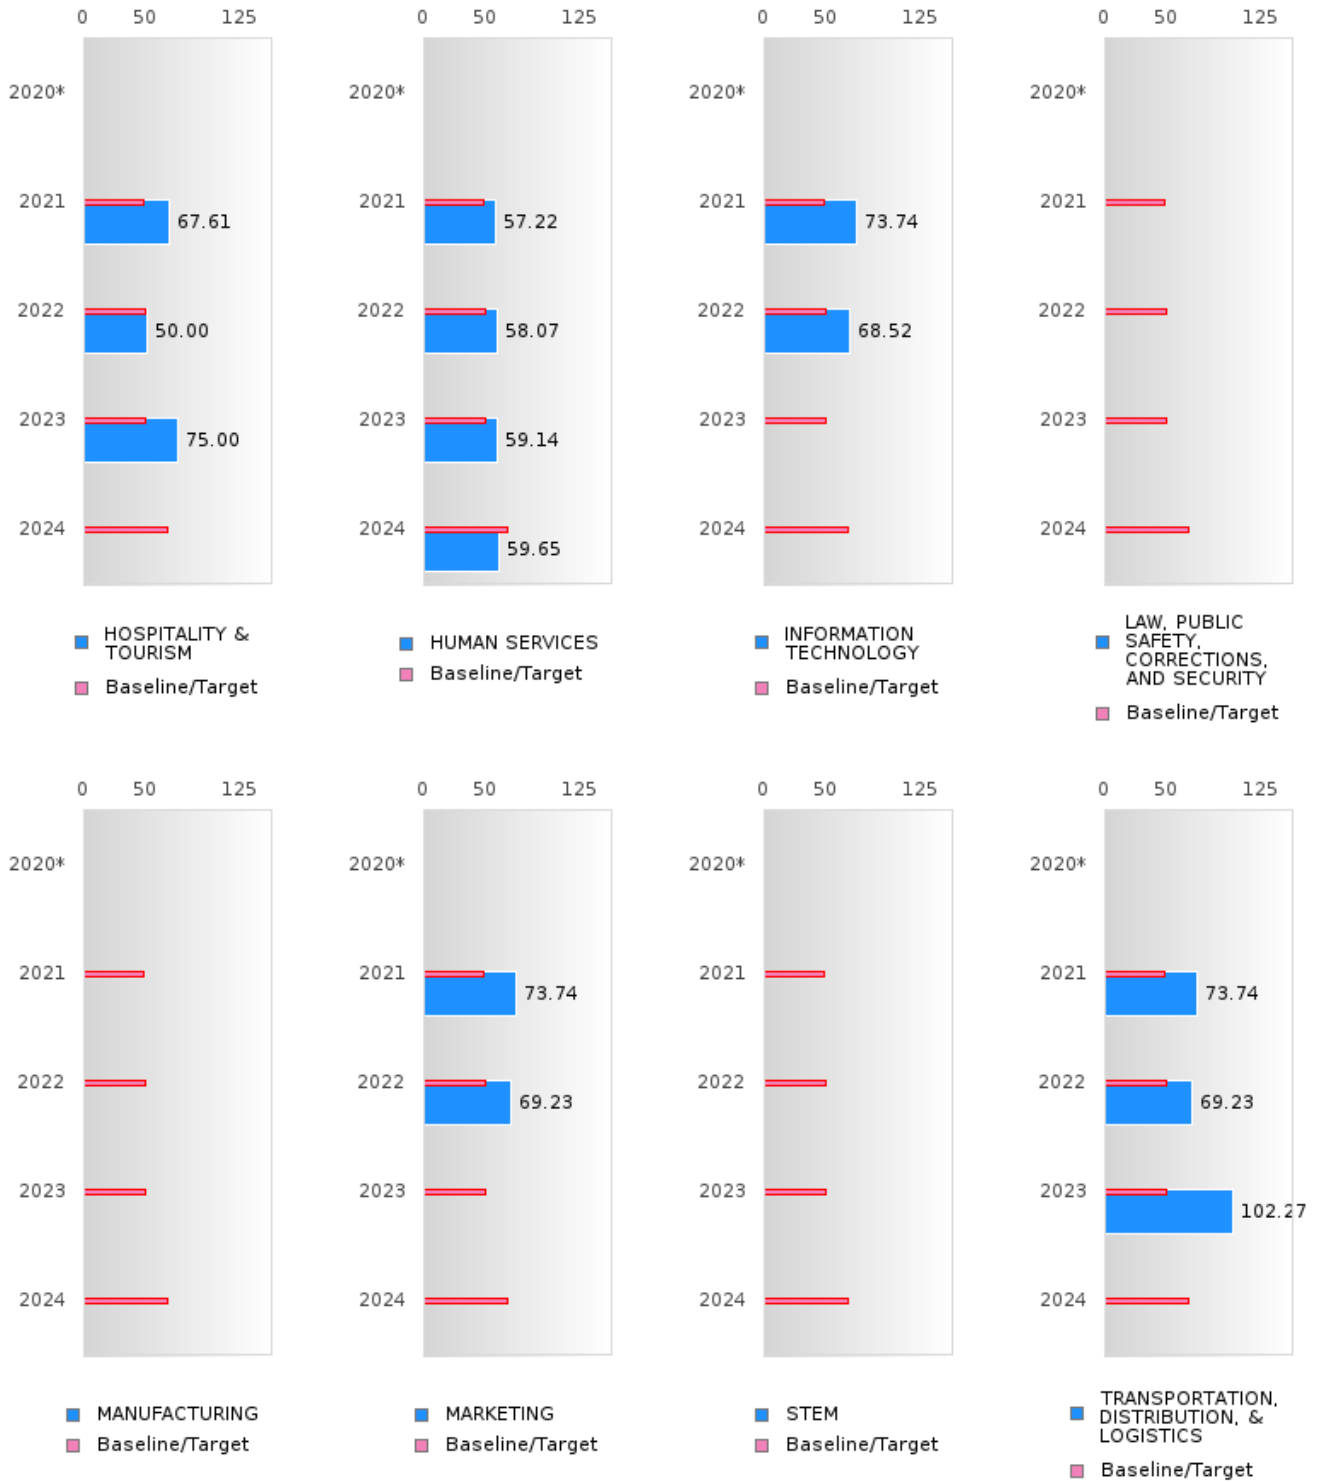 0 50 125
2020*
2021 67.61
2022 50.00
2023 75.00
2024
HOSPITALITY &
TOURISM
Baseline/Target
0 50 125
2020*
2021 57.22
2022 58.07
2023 59.14
2024 59.65
HUMAN SERVICES
Baseline/Target
0 50 125
2020*
2021 73.74
2022 68.52
2023
2024
INFORMATION
TECHNOLOGY
Baseline/Target
0 50 125
2020*
2021
2022
2023
2024
LAW, PUBLIC
SAFETY,
CORRECTIONS,
AND SECURITY
Baseline/Target
0 50 125
2020*
2021
2022
2023
2024
MANUFACTURING
Baseline/Target
0 50 125
2020*
2021 73.74
2022 69.23
2023
2024
MARKETING
Baseline/Target
0 50 125
2020*
2021
2022
2023
2024
STEM
Baseline/Target
0 50 125
2020*
2021 73.74
2022 69.23
2023 102.27
2024
TRANSPORTATION,
DISTRIBUTION, &
LOGISTICS
Baseline/Target